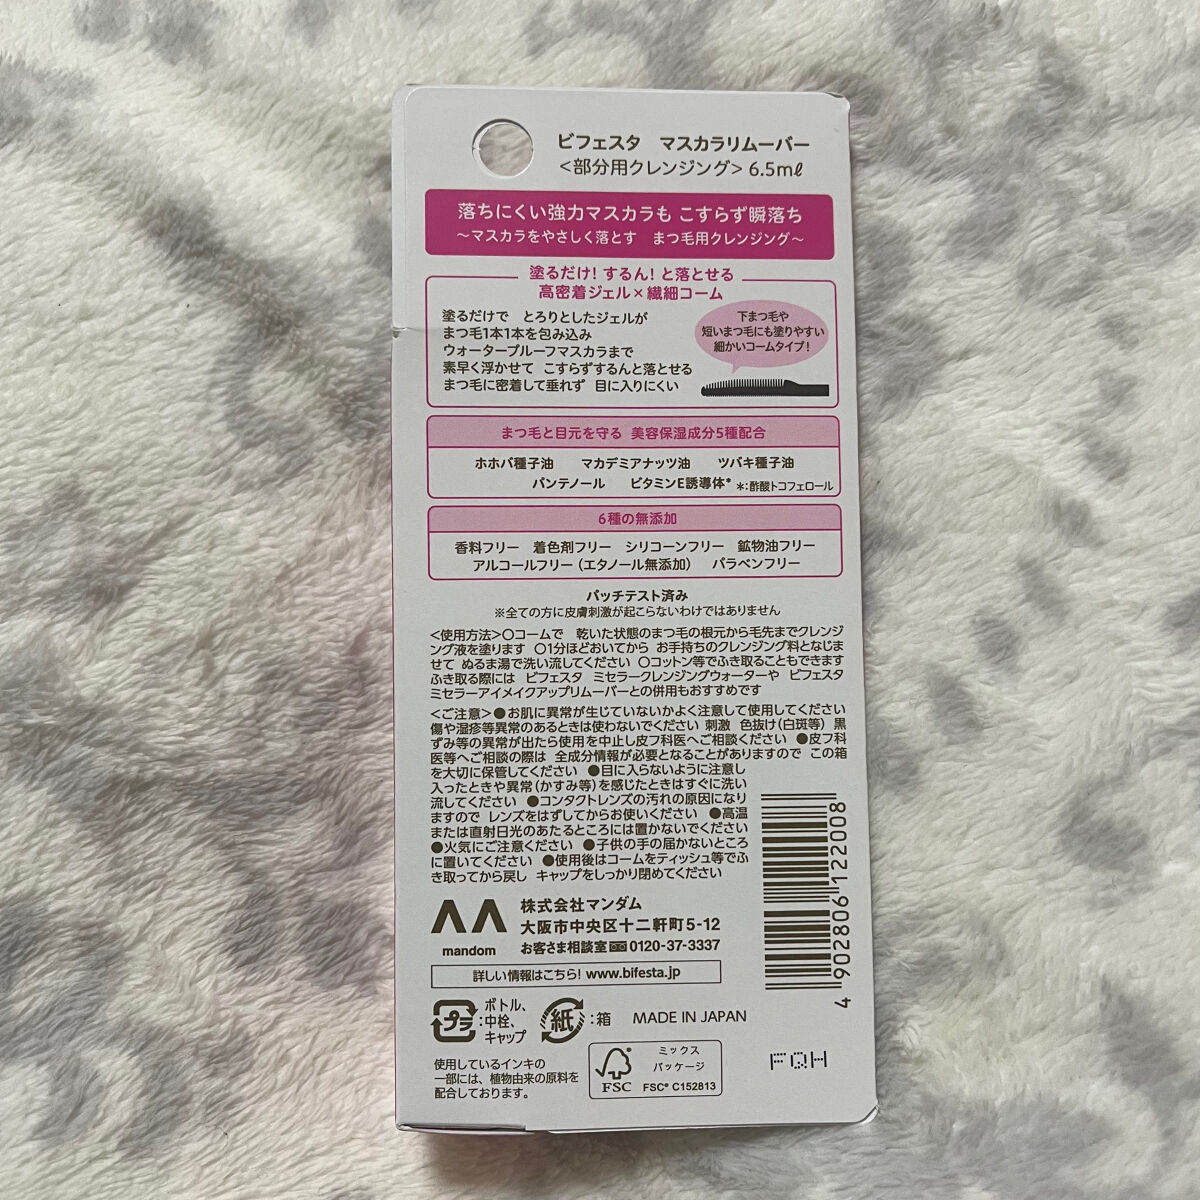 ビフェスタ　マスカラリムーバー
＜部分用クレンジング＞6.5mℓ
落ちにくい強力マスカラも こすらず瞬落ち
～マスカラをやさしく落とす　まつ毛用クレンジング～
塗るだけ！するん！と落とせる
高密着ジェル×繊細コーム
塗るだけで　とろりとしたジェルが
まつ毛1本1本を包み込み
ウォータープルーフマスカラまで
素早く浮かせて　こすらずするんと落とせる
まつ毛に密着して垂れず　目に入りにくい
下まつ毛や
短いまつ毛にも塗りやすい
細かいコームタイプ！
まつ毛と目元を守る 美容保湿成分5種配合
ホホバ種子油　マカデミアナッツ油　ツバキ種子油
パンテノール　ビタミンE誘導体* ＊：酢酸トコフェロール
6種の無添加
香料フリー　着色剤フリー　シリコーンフリー　鉱物油フリー
アルコールフリー（エタノール無添加）　パラベンフリー
パッチテスト済み
※全ての方に皮膚刺激が起こらないわけではありません
＜使用方法＞○コームで　乾いた状態のまつ毛の根元から毛先までクレンジ
ング液を塗ります　○1分ほどおいてから　お手持ちのクレンジング料となじま
せて ぬるま湯で洗い流してください　○コットン等でふき取ることもできます
ふき取る際には　ビフェスタ　ミセラークレンジングウォーターや　ビフェスタ
ミセラーアイメイクアップリムーバーとの併用もおすすめです
＜ご注意＞●お肌に異常が生じていないかよく注意して使用してください
傷や湿疹等異常のあるときは使わないでください 刺激　色抜け（白斑等）黒
ずみ等の異常が出たら使用を中止し皮フ科医へご相談ください　●皮フ科
医等へご相談の際は　全成分情報が必要となることがありますので　この箱
を大切に保管してください　●目に入らないように注意し
入ったときや異常（かすみ等）を感じたときはすぐに洗い
流してください　●コンタクトレンズの汚れの原因になり
ますので レンズをはずしてからお使いください　●高温
または直射日光のあたるところには置かないでください
●火気にご注意ください　●子供の手の届かないところ
に置いてください　●使用後はコームをティッシュ等でふ
き取ってから戻し　キャップをしっかり閉めてください
株式会社マンダム
大阪市中央区十二軒町5-12
mandom
お客さま相談室 0120-37-3337
詳しい情報はこちら！www.bifesta.jp
4 902806 122008
プラ
：ボトル、
中栓、
キャップ
紙：箱
MADE IN JAPAN
使用しているインキの
一部には、植物由来の原料を
配合しております。
FSC
ミックス
パッケージ
FSC® C152813
FQH